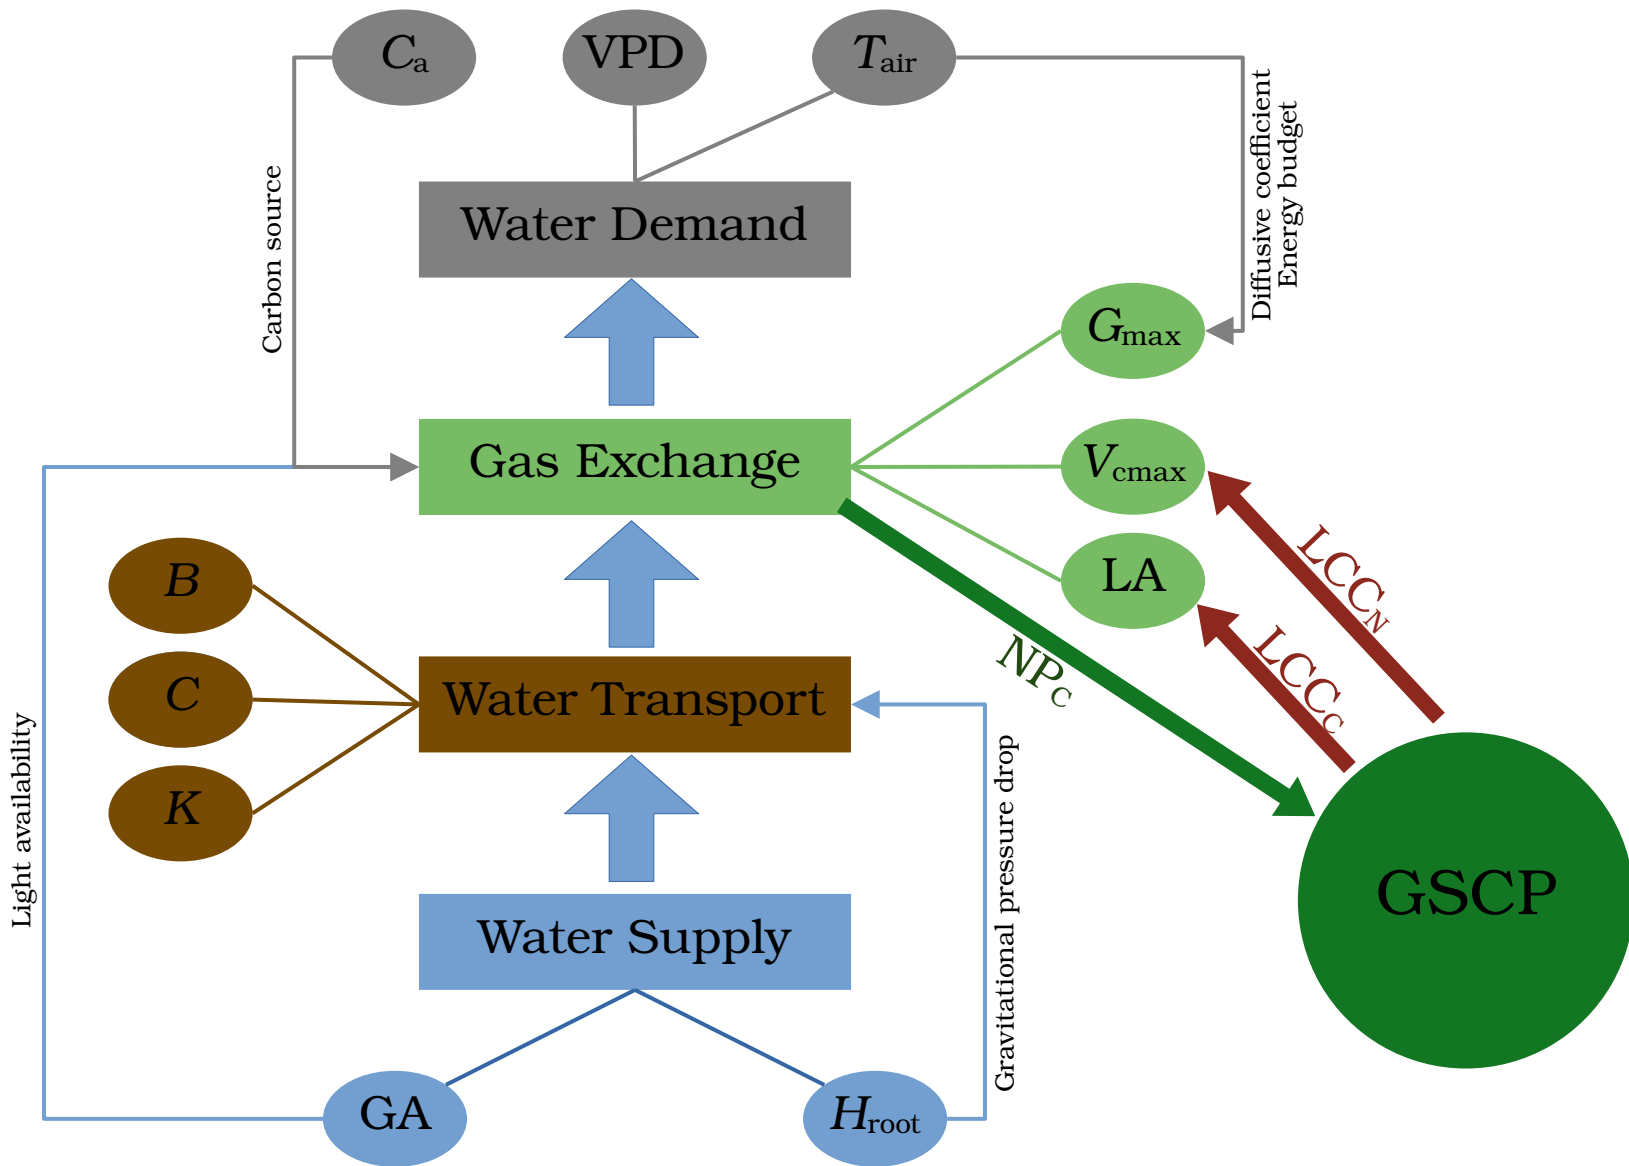 Ca
VPD
Tair
Carbon source
Diffusive coefficient
Energy budget
Water Demand
Gmax
Gas Exchange
Vcmax
LA
LCCN
LCCC
NPC
B
C
K
Water Transport
Light availability
Gravitational pressure drop
GSCP
Water Supply
GA
Hroot